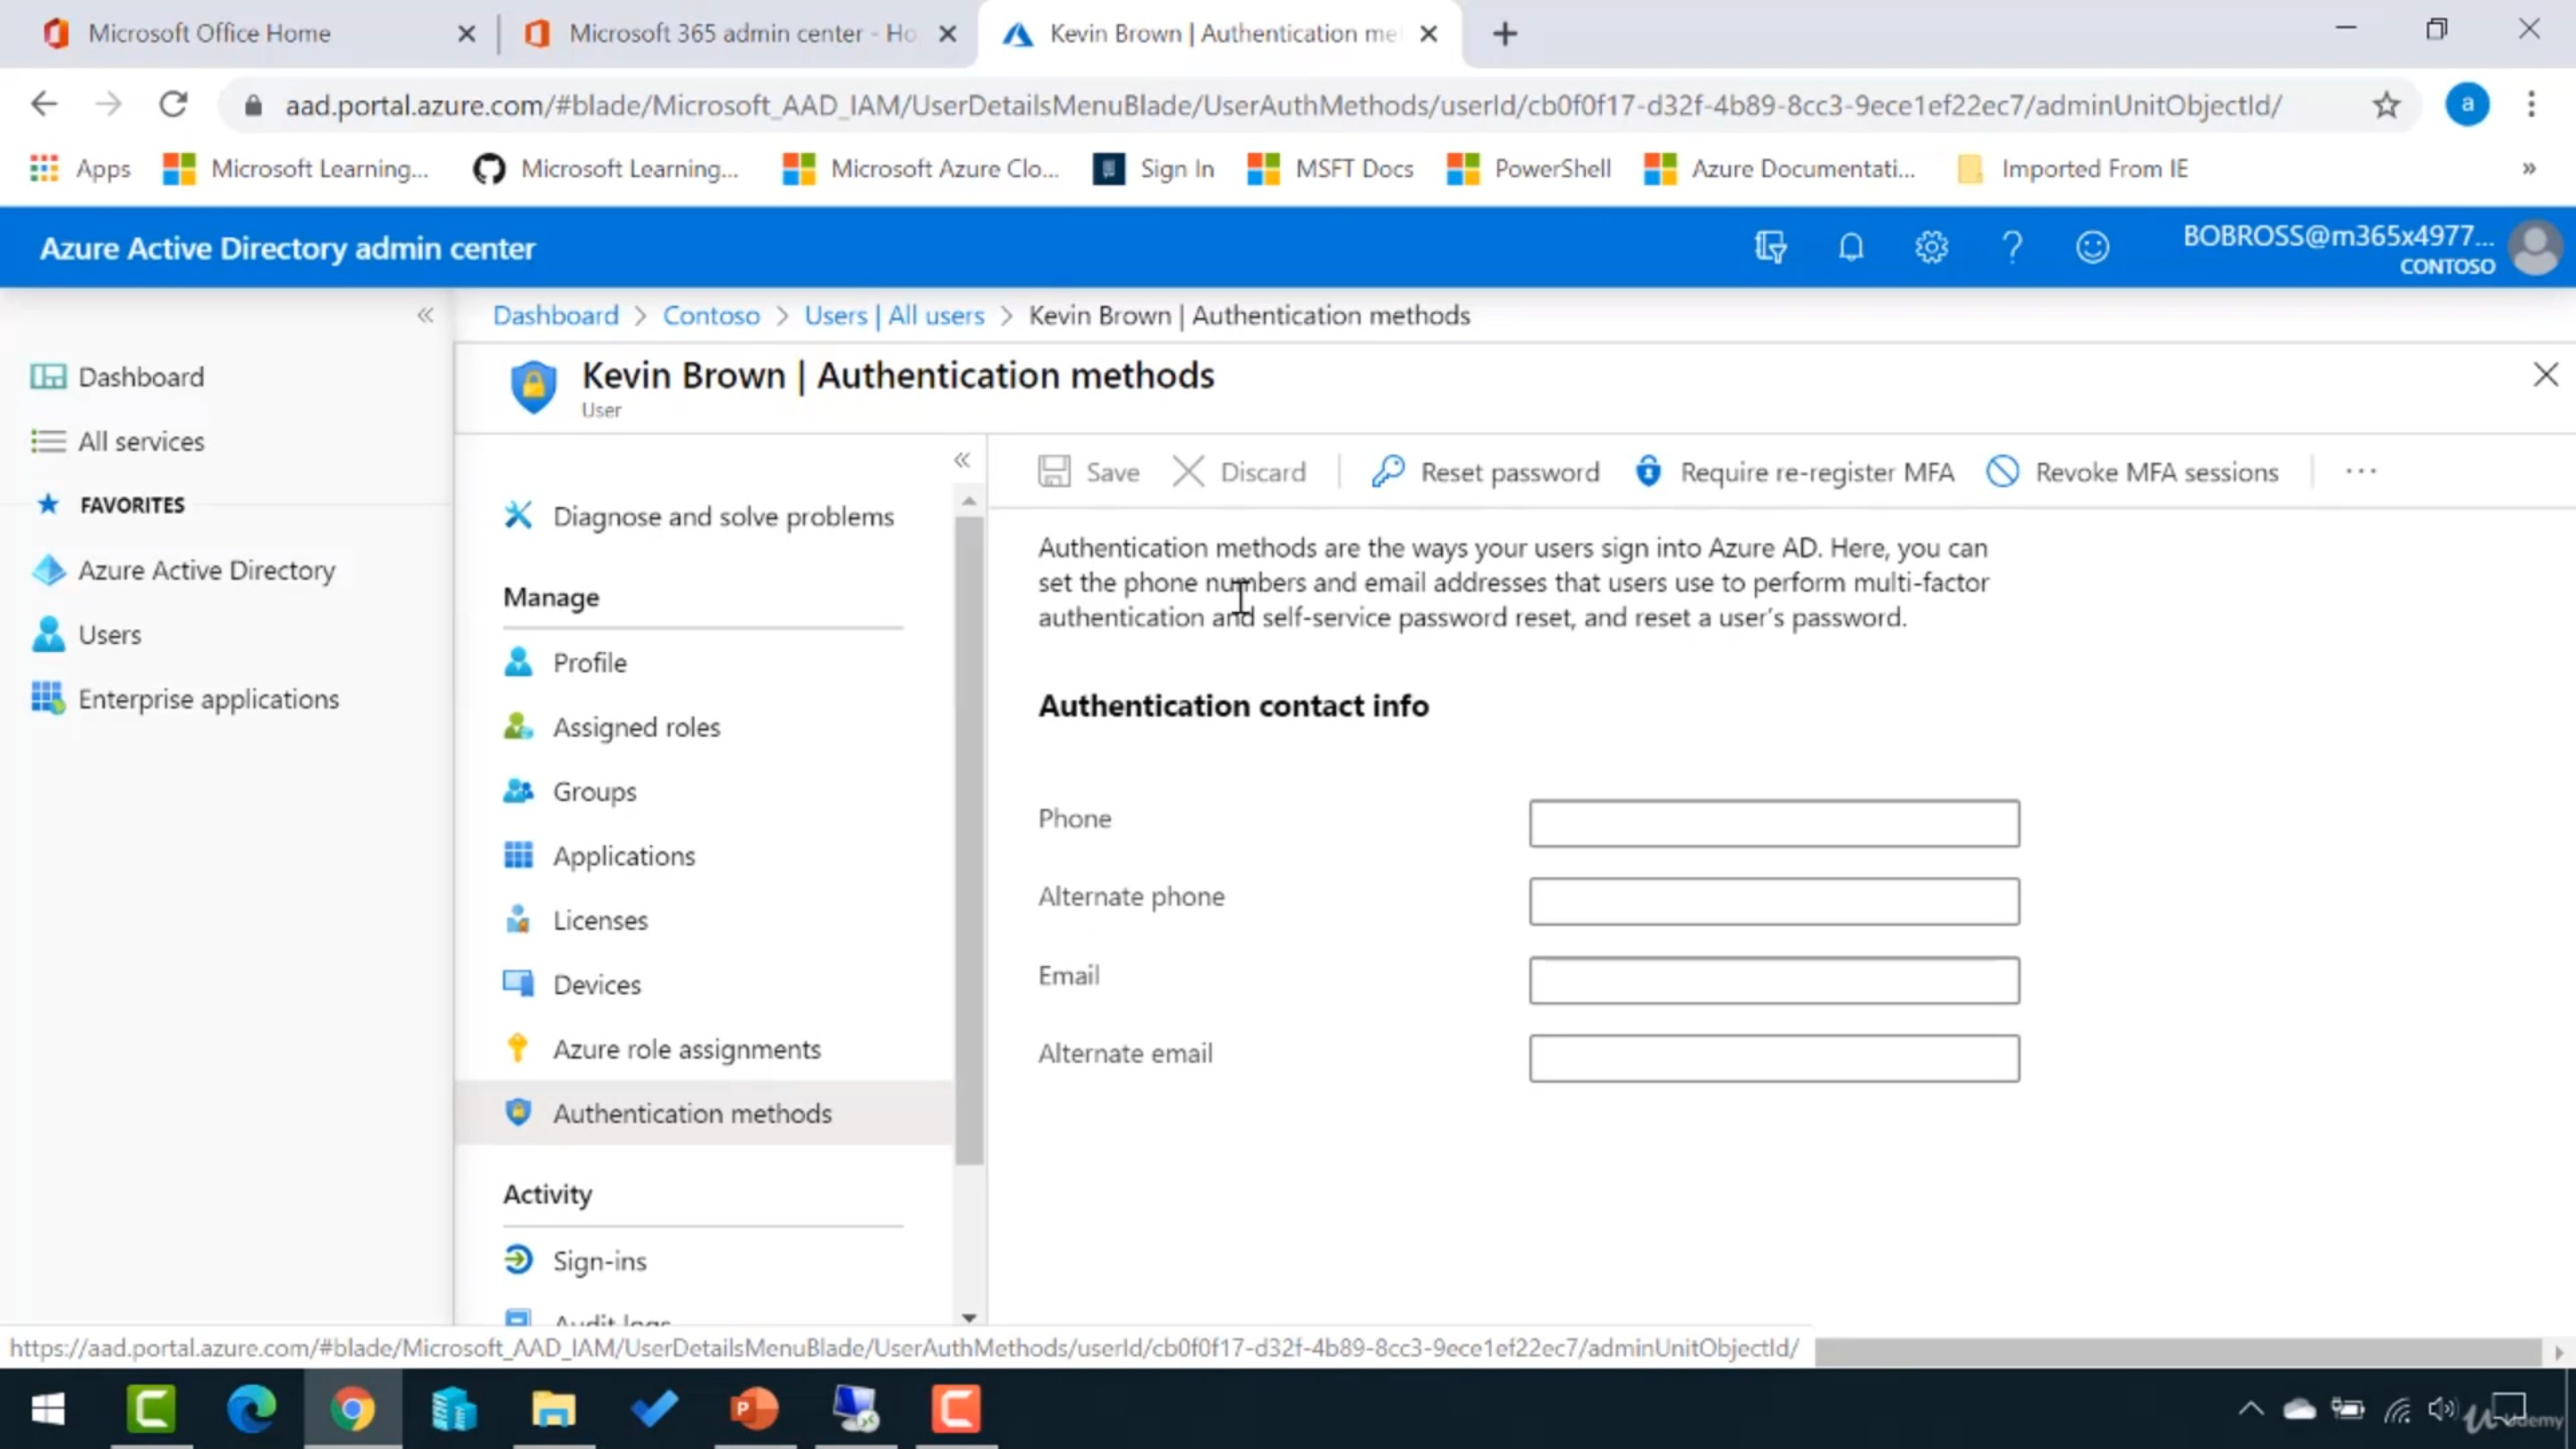 Microsoft Office Home
Microsoft 365 admin center - Ho
Kevin Brown | Authentication me
aad.portal.azure.com/#blade/Microsoft_AAD_IAM/UserDetailsMenuBlade/UserAuthMethods/userId/cb0f0f17-d32f-4b89-8cc3-9ece1ef22ec7/adminUnitObjectId/
a
Apps
Microsoft Learning...
Microsoft Learning...
Microsoft Azure Clo...
Sign In
MSFT Docs
PowerShell
Azure Documentati...
Imported From IE
»
Azure Active Directory admin center
BOBROSS@m365x4977...
CONTOSO
Dashboard > Contoso > Users | All users > Kevin Brown | Authentication methods
Dashboard
All services
FAVORITES
Azure Active Directory
Users
Enterprise applications
Kevin Brown | Authentication methods
User
Diagnose and solve problems
Manage
Profile
Assigned roles
Groups
Applications
Licenses
Devices
Azure role assignments
Authentication methods
Activity
Sign-ins
Audit logs
Save
Discard
Reset password
Require re-register MFA
Revoke MFA sessions
...
Authentication methods are the ways your users sign into Azure AD. Here, you can
set the phone numbers and email addresses that users use to perform multi-factor
authentication and self-service password reset, and reset a user's password.
Authentication contact info
Phone
Alternate phone
Email
Alternate email
https://aad.portal.azure.com/#blade/Microsoft_AAD_IAM/UserDetailsMenuBlade/UserAuthMethods/userId/cb0f0f17-d32f-4b89-8cc3-9ece1ef22ec7/adminUnitObjectId/
Udemy